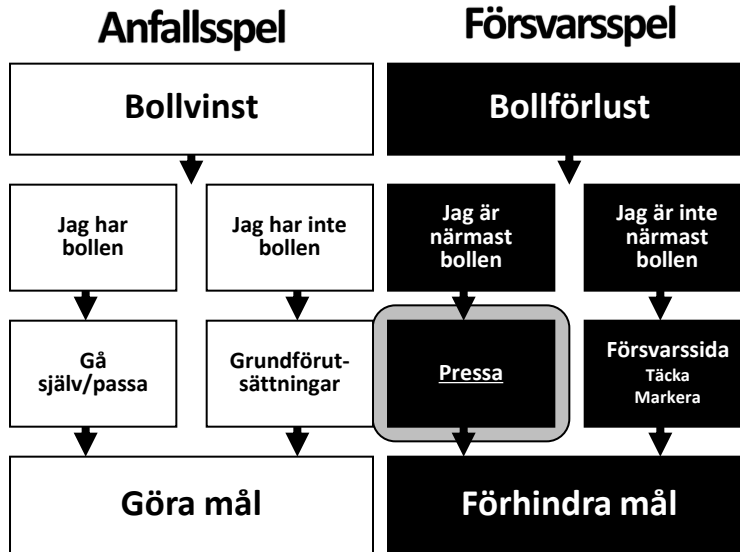 Anfallsspel
Försvarsspel
Bollvinst
Bollförlust
Jag har
bollen
Jag har inte
bollen
Jag är
närmast
bollen
Jag är inte
närmast
bollen
Gå
själv/passa
Grundförut-
sättningar
Pressa
Försvarssida
Täcka
Markera
Göra mål
Förhindra mål